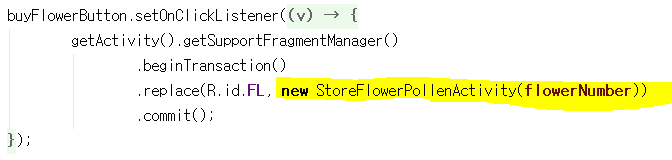 buyFlowerButton.setOnClickListener((v) → {
getActivity().getSupportFragmentManager()
.beginTransaction()
.replace(R.id.FL, new StoreFlowerPollenActivity(flowerNumber))
.commit();
});